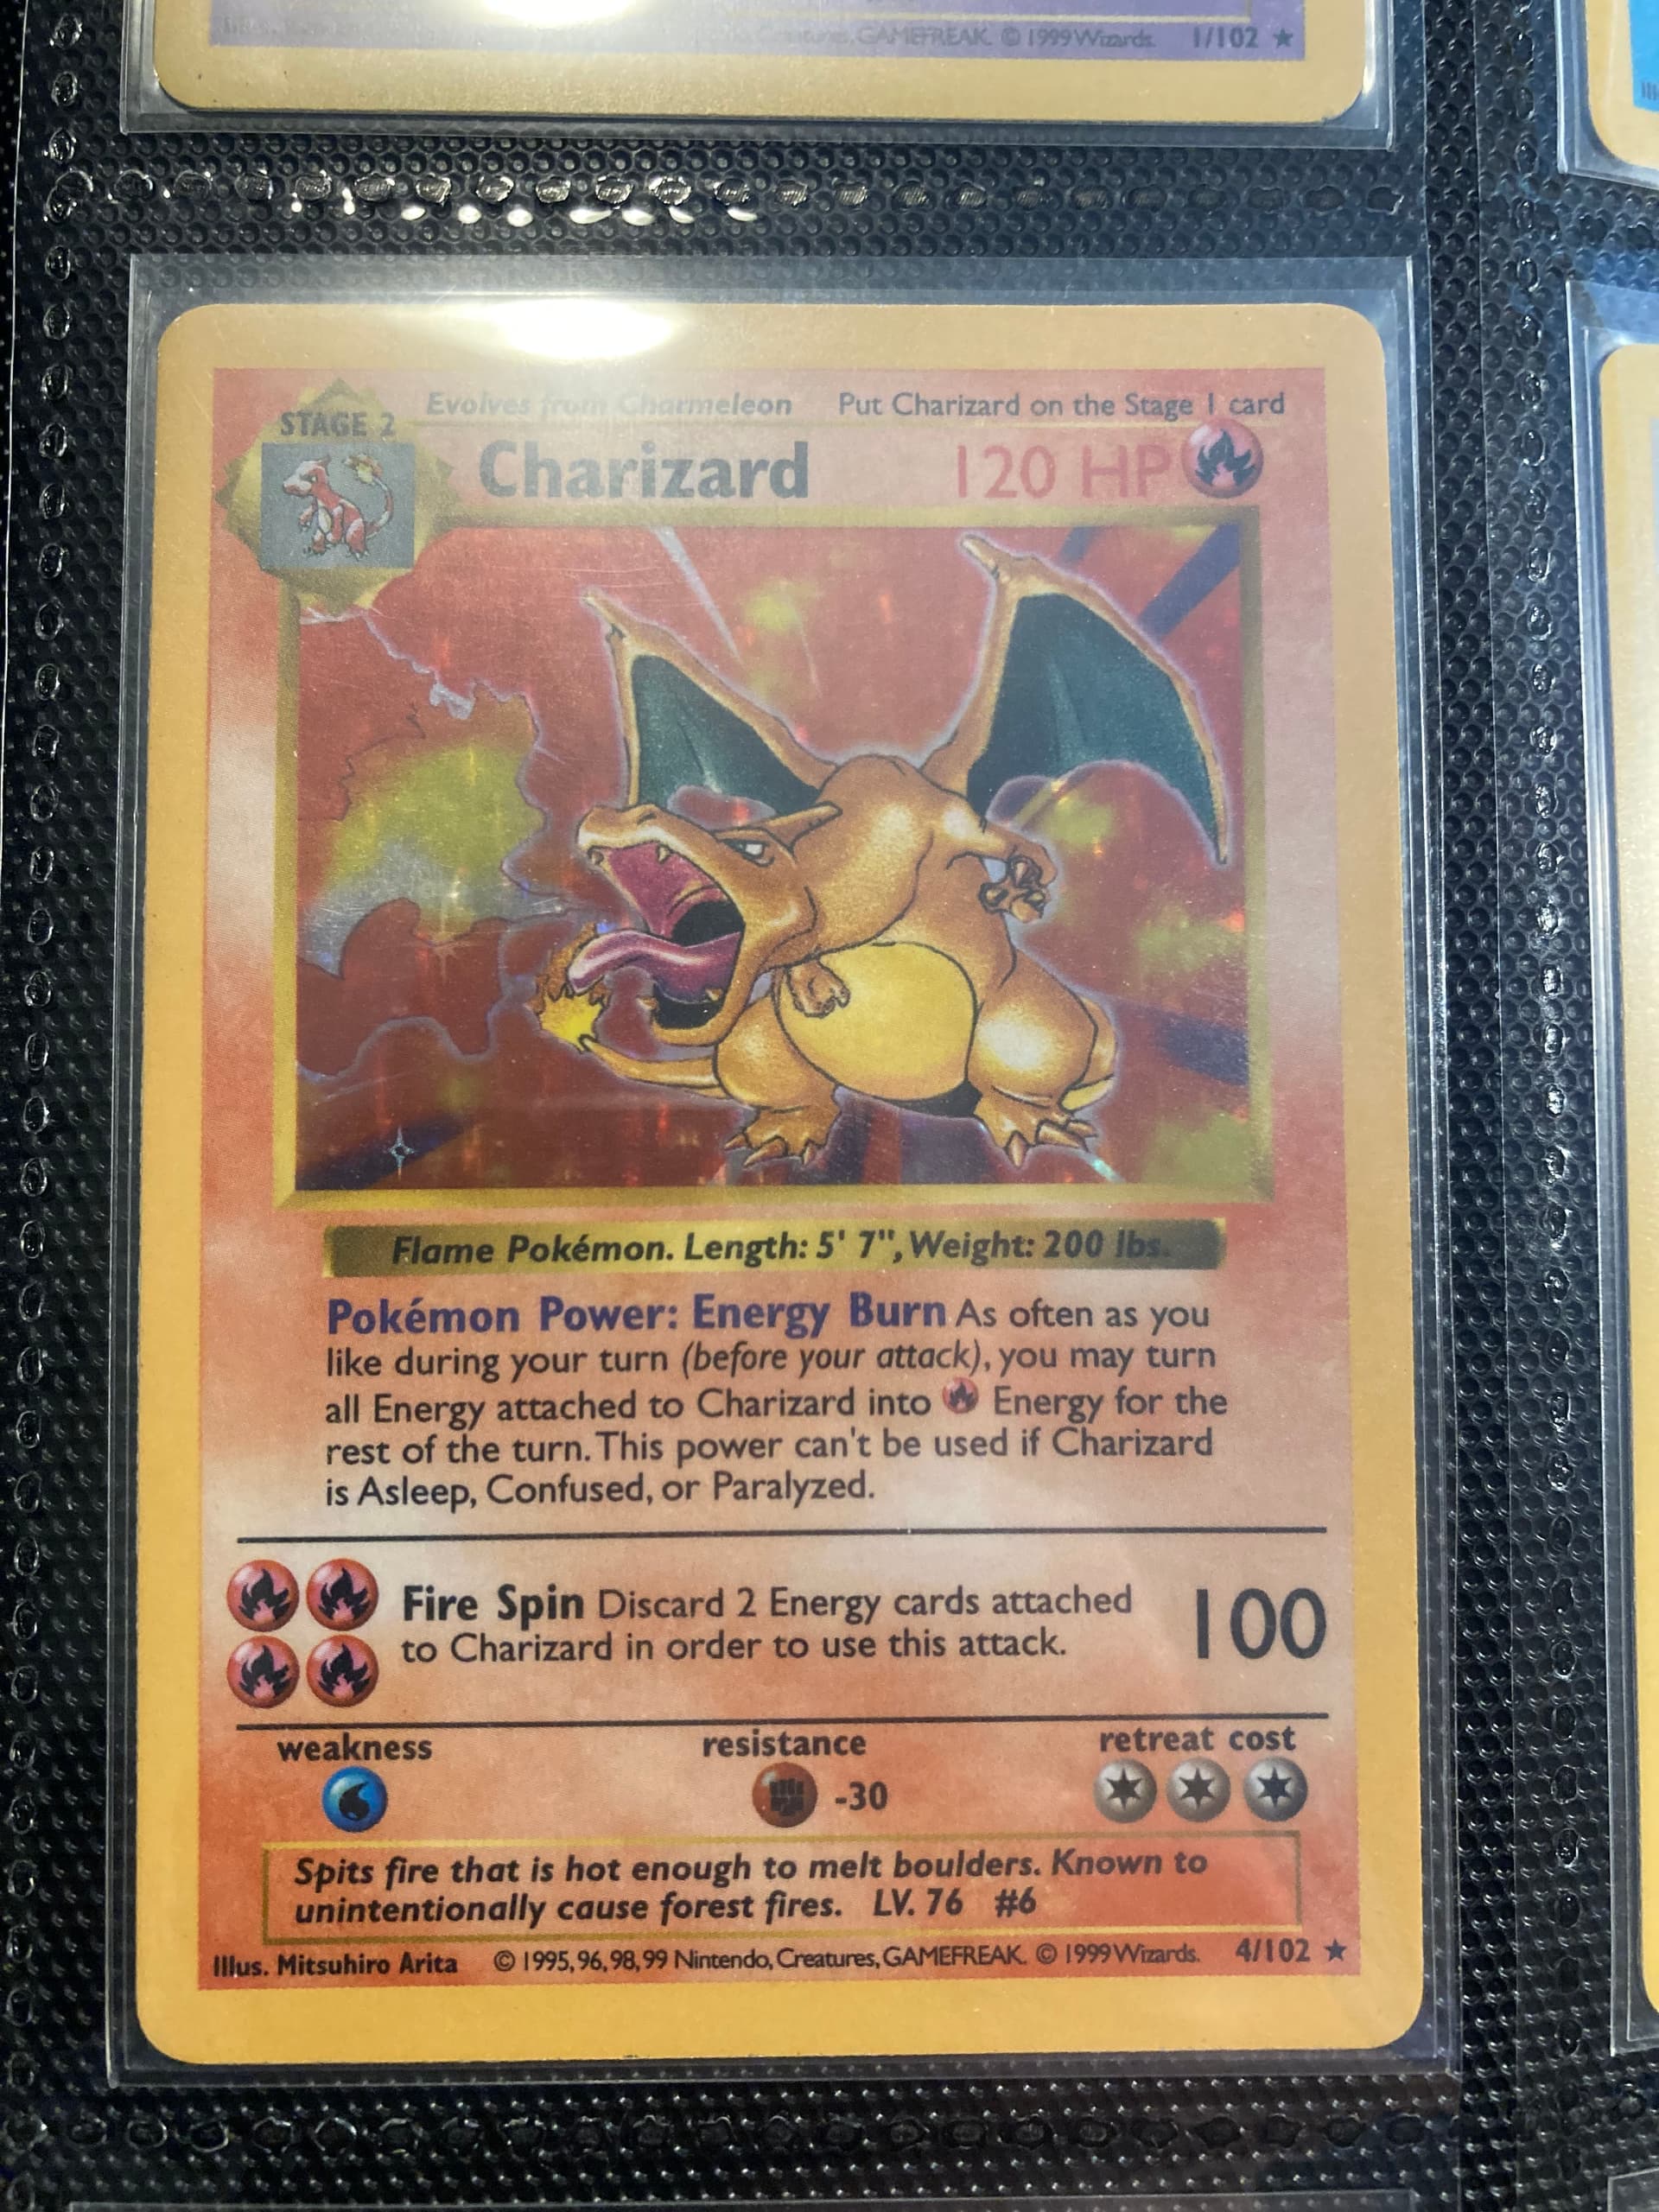 GAMEFREAK. © 1999 Wizards. 1/102 ★
Evolves from Charmeleon Put Charizard on the Stage 1 card
STAGE 2
Charizard 120 HP
Flame Pokémon. Length: 5' 7", Weight: 200 lbs.
Pokémon Power: Energy Burn As often as you
like during your turn (before your attack), you may turn
all Energy attached to Charizard into Energy for the
rest of the turn. This power can't be used if Charizard
is Asleep, Confused, or Paralyzed.
Fire Spin Discard 2 Energy cards attached
to Charizard in order to use this attack.
100
weakness resistance retreat cost
-30
Spits fire that is hot enough to melt boulders. Known to
unintentionally cause forest fires. LV. 76 #6
Illus. Mitsuhiro Arita © 1995, 96, 98, 99 Nintendo, Creatures, GAMEFREAK. © 1999 Wizards. 4/102 ★